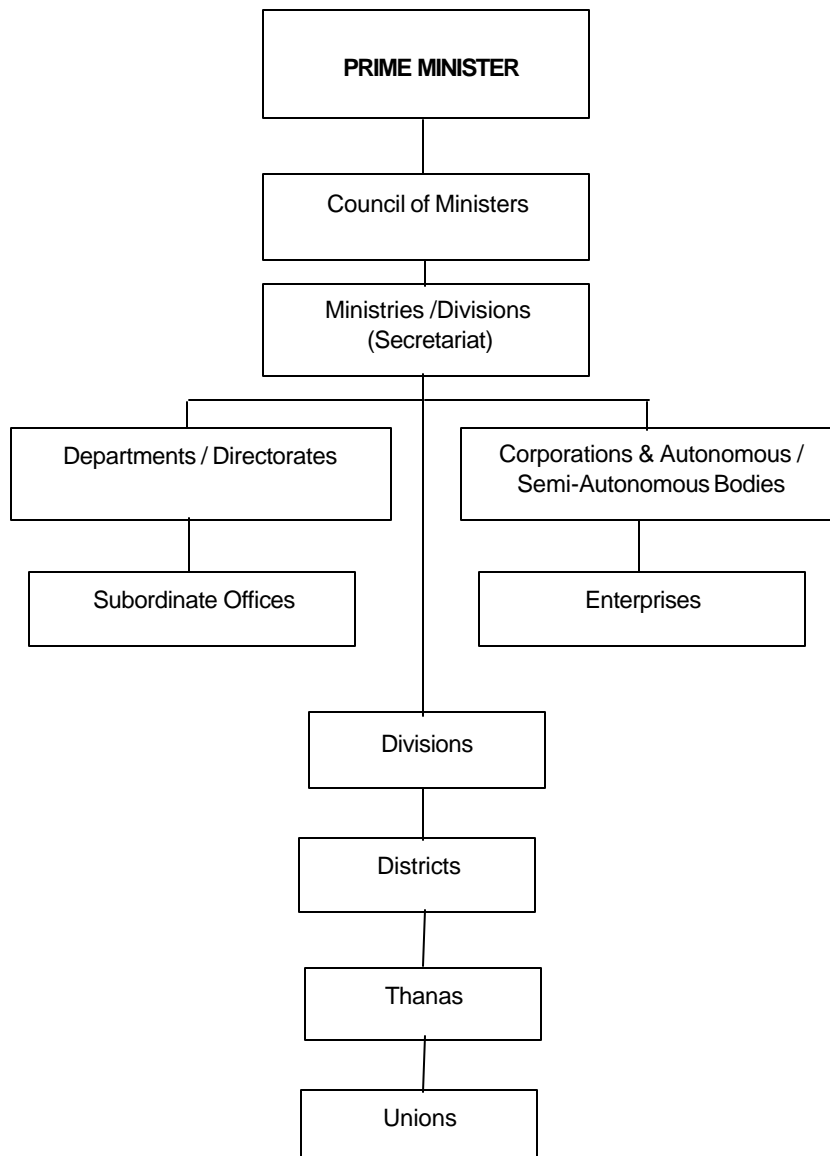 PRIME MINISTER
Council of Ministers
Ministries /Divisions
(Secretariat)
Departments / Directorates
Corporations & Autonomous /
Semi-Autonomous Bodies
Subordinate Offices
Enterprises
Divisions
Districts
Thanas
Unions